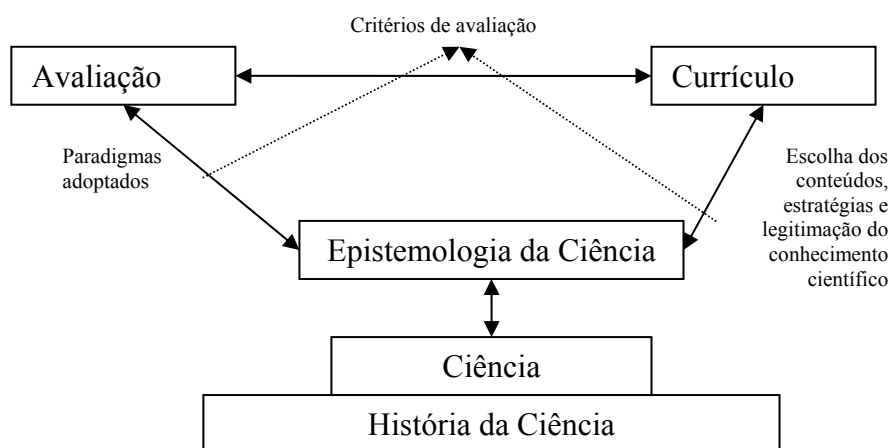 Critérios de avaliação
Avaliação
Currículo
Paradigmas
adoptados
Escolha dos
conteúdos,
estratégias e
legitimação do
conhecimento
científico
Epistemologia da Ciência
Ciência
História da Ciência